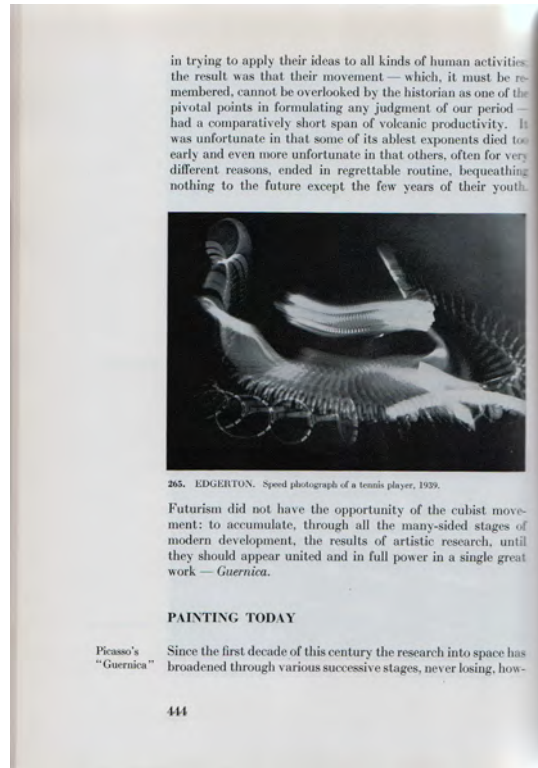 in trying to apply their ideas to all kinds of human activities
the result was that their movement — which, it must be re-
membered, cannot be overlooked by the historian as one of the
pivotal points in formulating any judgment of our period —
had a comparatively short span of volcanic productivity. It
was unfortunate in that some of its ablest exponents died too
early and even more unfortunate in that others, often for very
different reasons, ended in regrettable routine, bequeathing
nothing to the future except the few years of their youth.
265. EDGERTON. Speed photograph of a tennis player, 1939.
Futurism did not have the opportunity of the cubist move-
ment: to accumulate, through all the many-sided stages of
modern development, the results of artistic research, until
they should appear united and in full power in a single great
work — Guernica.
PAINTING TODAY
Picasso's
"Guernica"
Since the first decade of this century the research into space has
broadened through various successive stages, never losing, how-
444